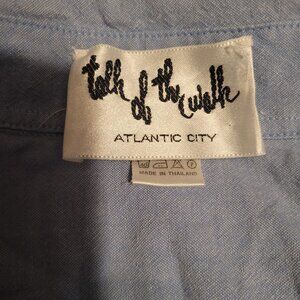 talk of the walk
ATLANTIC CITY
MADE IN THAILAND